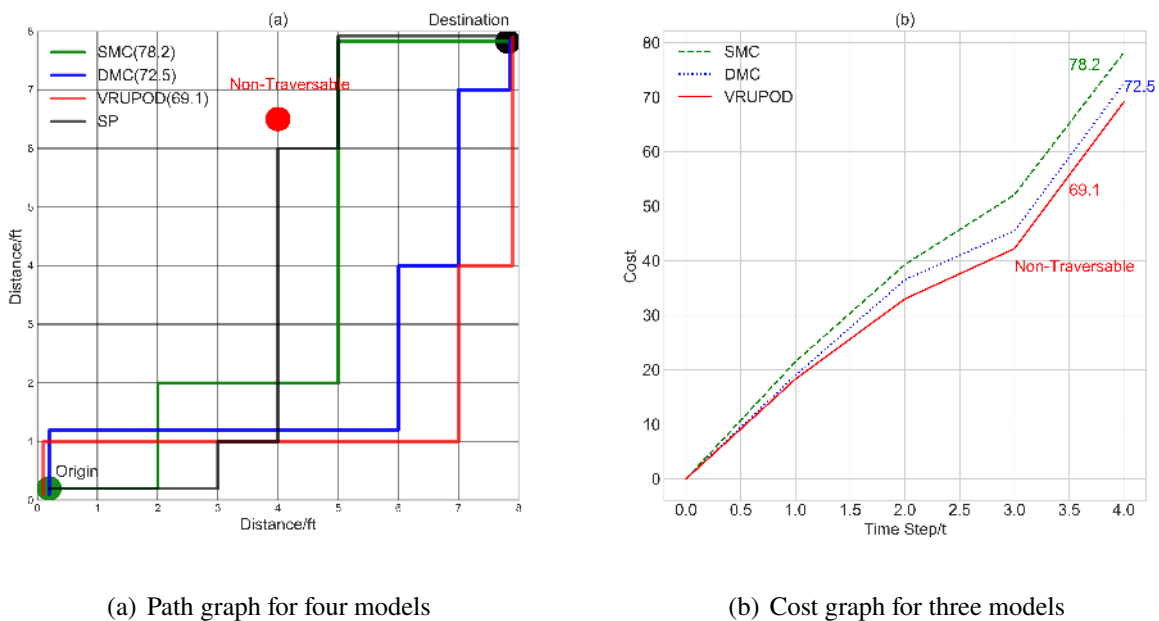 (a)
Destination
SMC(78.2)
DMC(72.5)
VRUPOD(69.1)
SP
Non-Traversable
Origin
8
7
6
5
4
3
2
1
0
0 1 2 3 4 5 6 7 8
Distance/ft
Distance/ft
(b)
SMC
DMC
VRUPOD
78.2
72.5
69.1
Non-Traversable
80
70
60
50
40
30
20
10
0
0.0 0.5 1.0 1.5 2.0 2.5 3.0 3.5 4.0
Cost
Time Step/t
(a) Path graph for four models
(b) Cost graph for three models